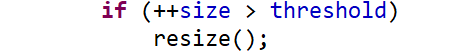 if (++size > threshold)
resize();